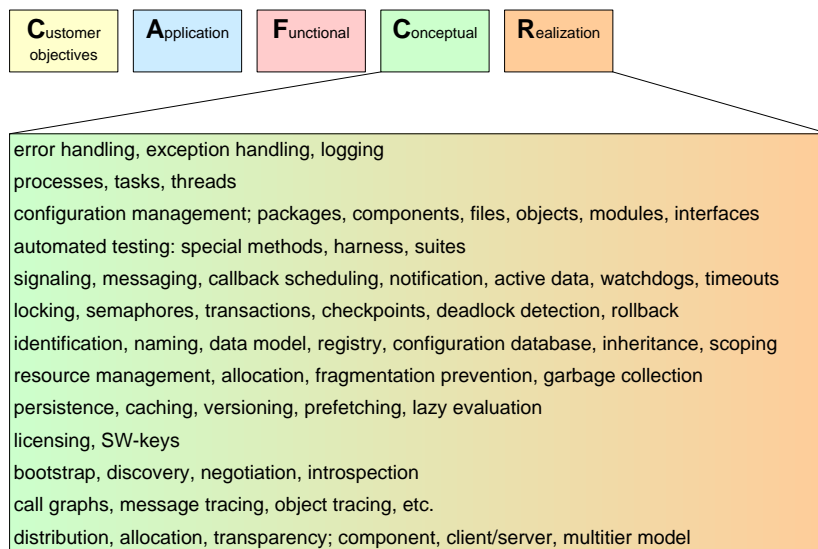 Customer objectives
Application
Functional
Conceptual
Realization
error handling, exception handling, logging
processes, tasks, threads
configuration management; packages, components, files, objects, modules, interfaces
automated testing: special methods, harness, suites
signaling, messaging, callback scheduling, notification, active data, watchdogs, timeouts
locking, semaphores, transactions, checkpoints, deadlock detection, rollback
identification, naming, data model, registry, configuration database, inheritance, scoping
resource management, allocation, fragmentation prevention, garbage collection
persistence, caching, versioning, prefetching, lazy evaluation
licensing, SW-keys
bootstrap, discovery, negotiation, introspection
call graphs, message tracing, object tracing, etc.
distribution, allocation, transparency; component, client/server, multitier model